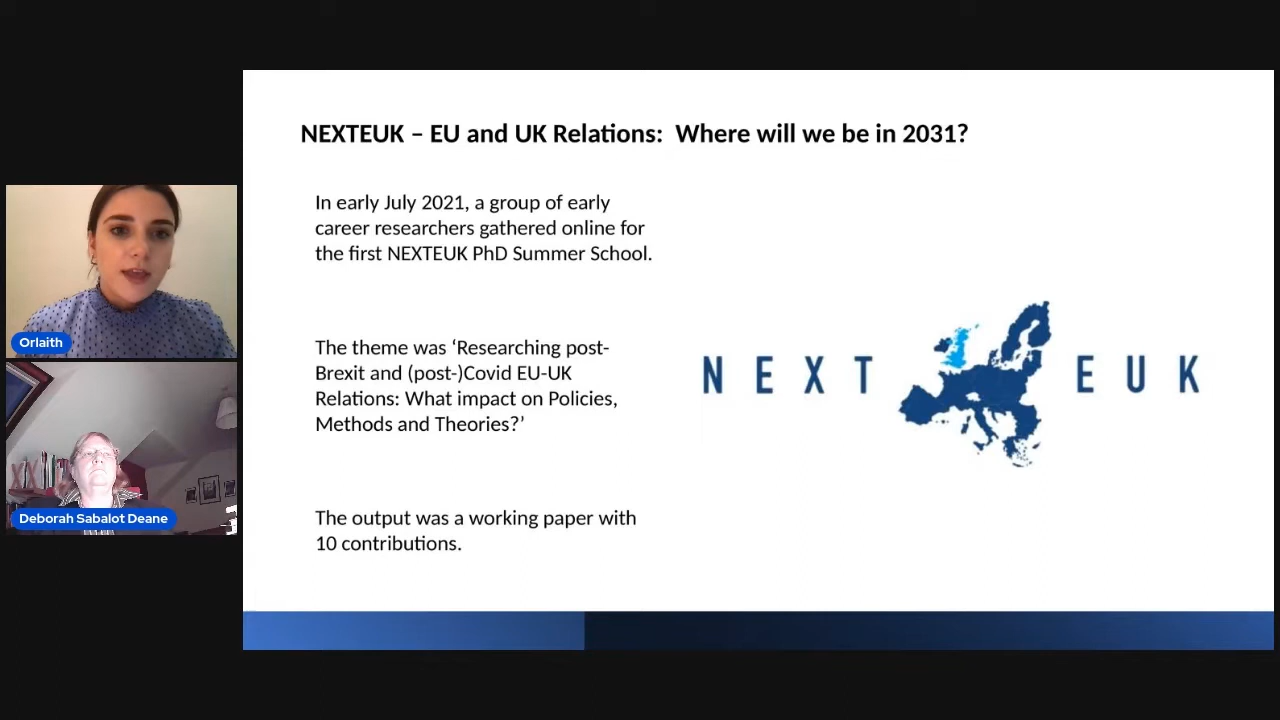 NEXTEUK – EU and UK Relations:  Where will we be in 2031?
In early July 2021, a group of early
career researchers gathered online for
the first NEXTEUK PhD Summer School.
The theme was ‘Researching post-
Brexit and (post-)Covid EU-UK
Relations: What impact on Policies,
Methods and Theories?’
The output was a working paper with
10 contributions.
NEXT EUK
Orlaith
Deborah Sabalot Deane